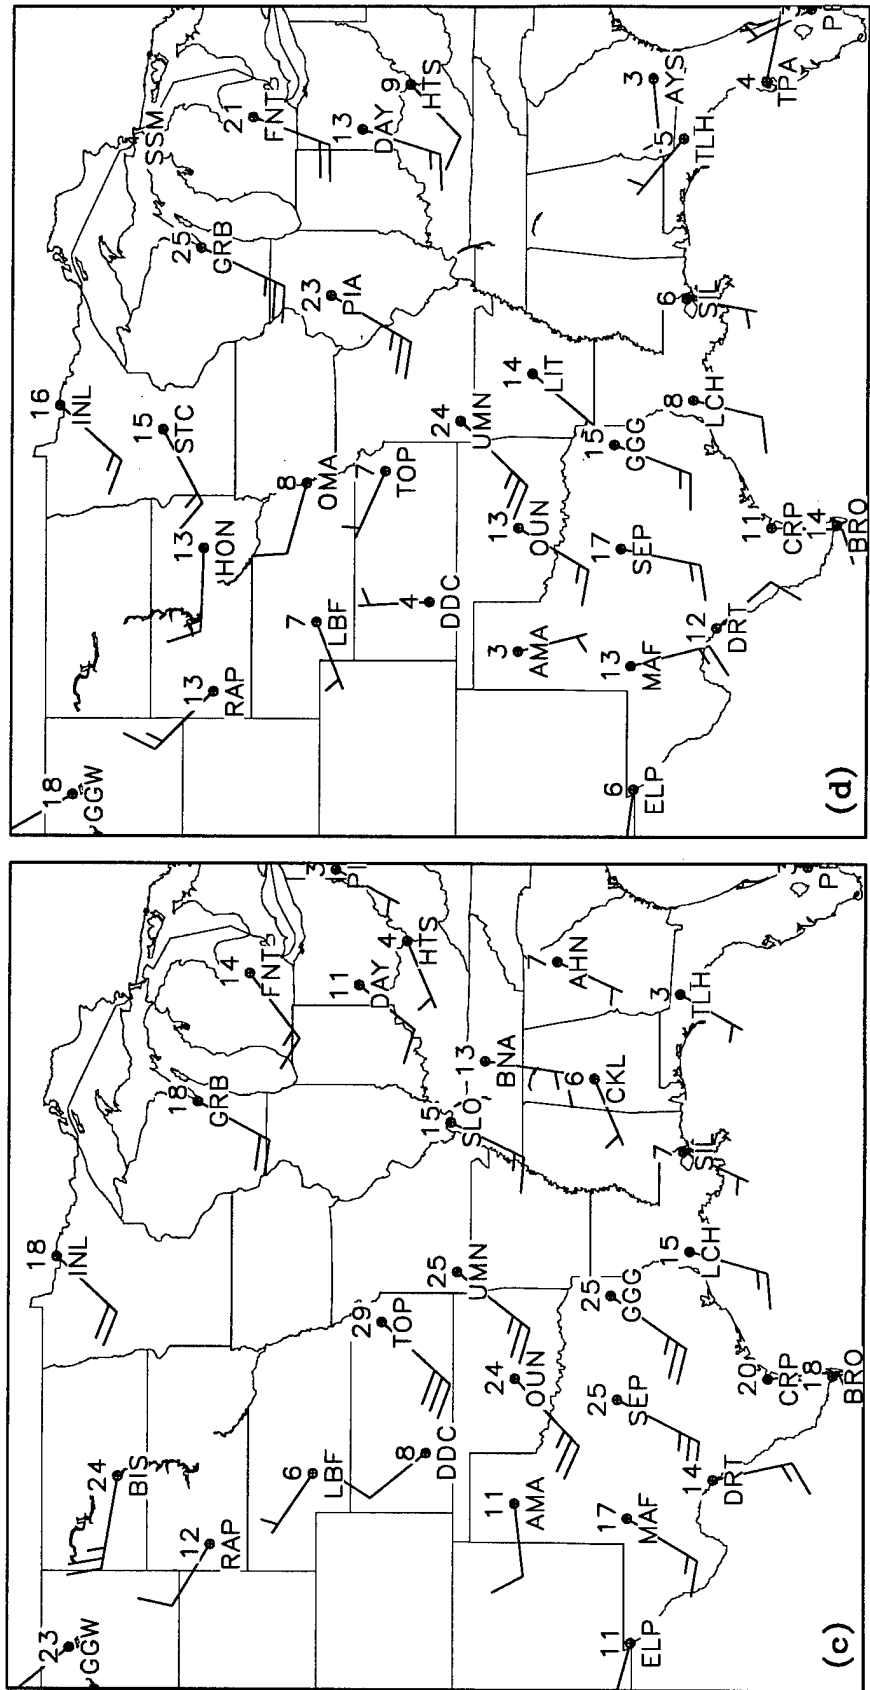 18
GGW
16
INL
SSM
13
RAP
13
HON
15
STC
25
GRB
21
FNT
7
LBF
8
OMA
23
PIA
13
DAY
9
HTS
4
DDC
7
TOP
24
UMN
3
AMA
13
OUN
14
LIT
13
MAF
17
SEP
15
GGG
3
AYS
6
ELP
12
DRT
8
LCH
6
SIL
5
TLH
11
CRP
14
BRO
4
TPA
(d)
23
GGW
24
BIS
18
INL
12
RAP
18
GRB
14
FNT
6
LBF
29
TOP
11
DAY
4
HTS
8
DDC
25
UMN
15
SLO
13
BNA
11
AMA
24
OUN
7
AHN
17
MAF
25
SEP
25
GGG
6
CKL
11
ELP
14
DRT
15
LCH
7
SIL
3
TLH
20
CRP
18
BRO
(c)